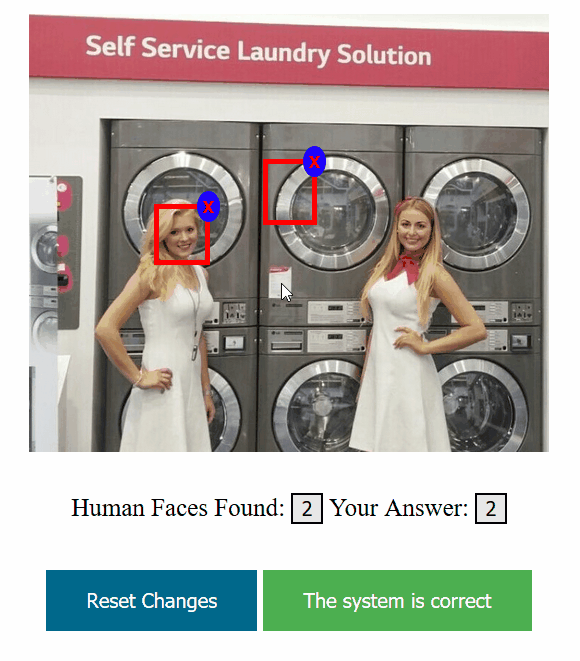 Self Service Laundry Solution
X
X
Human Faces Found: 2 Your Answer: 2
Reset Changes
The system is correct